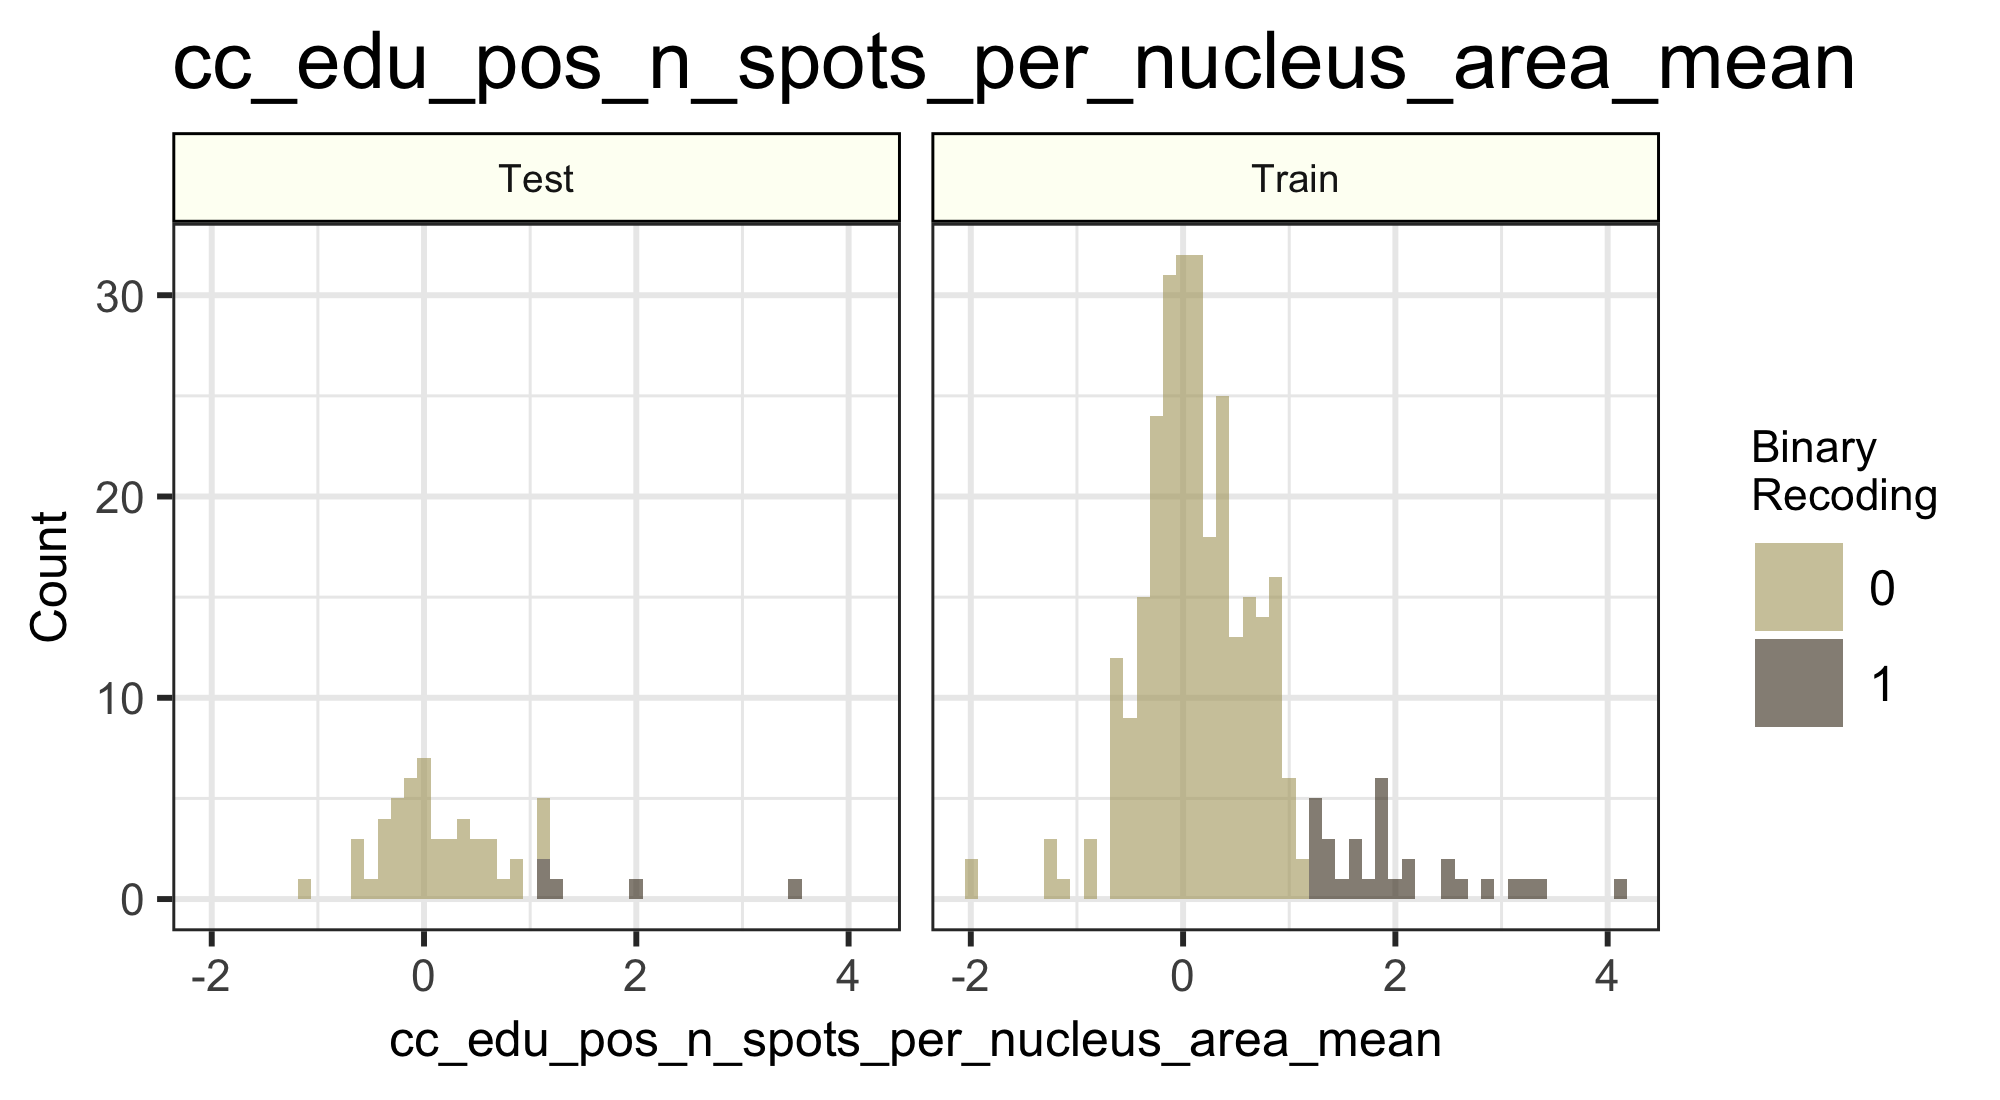 cc_edu_pos_n_spots_per_nucleus_area_mean
Test
Train
30
20
10
0
Count
-2
0
2
4
-2
0
2
4
cc_edu_pos_n_spots_per_nucleus_area_mean
Binary
Recoding
0
1